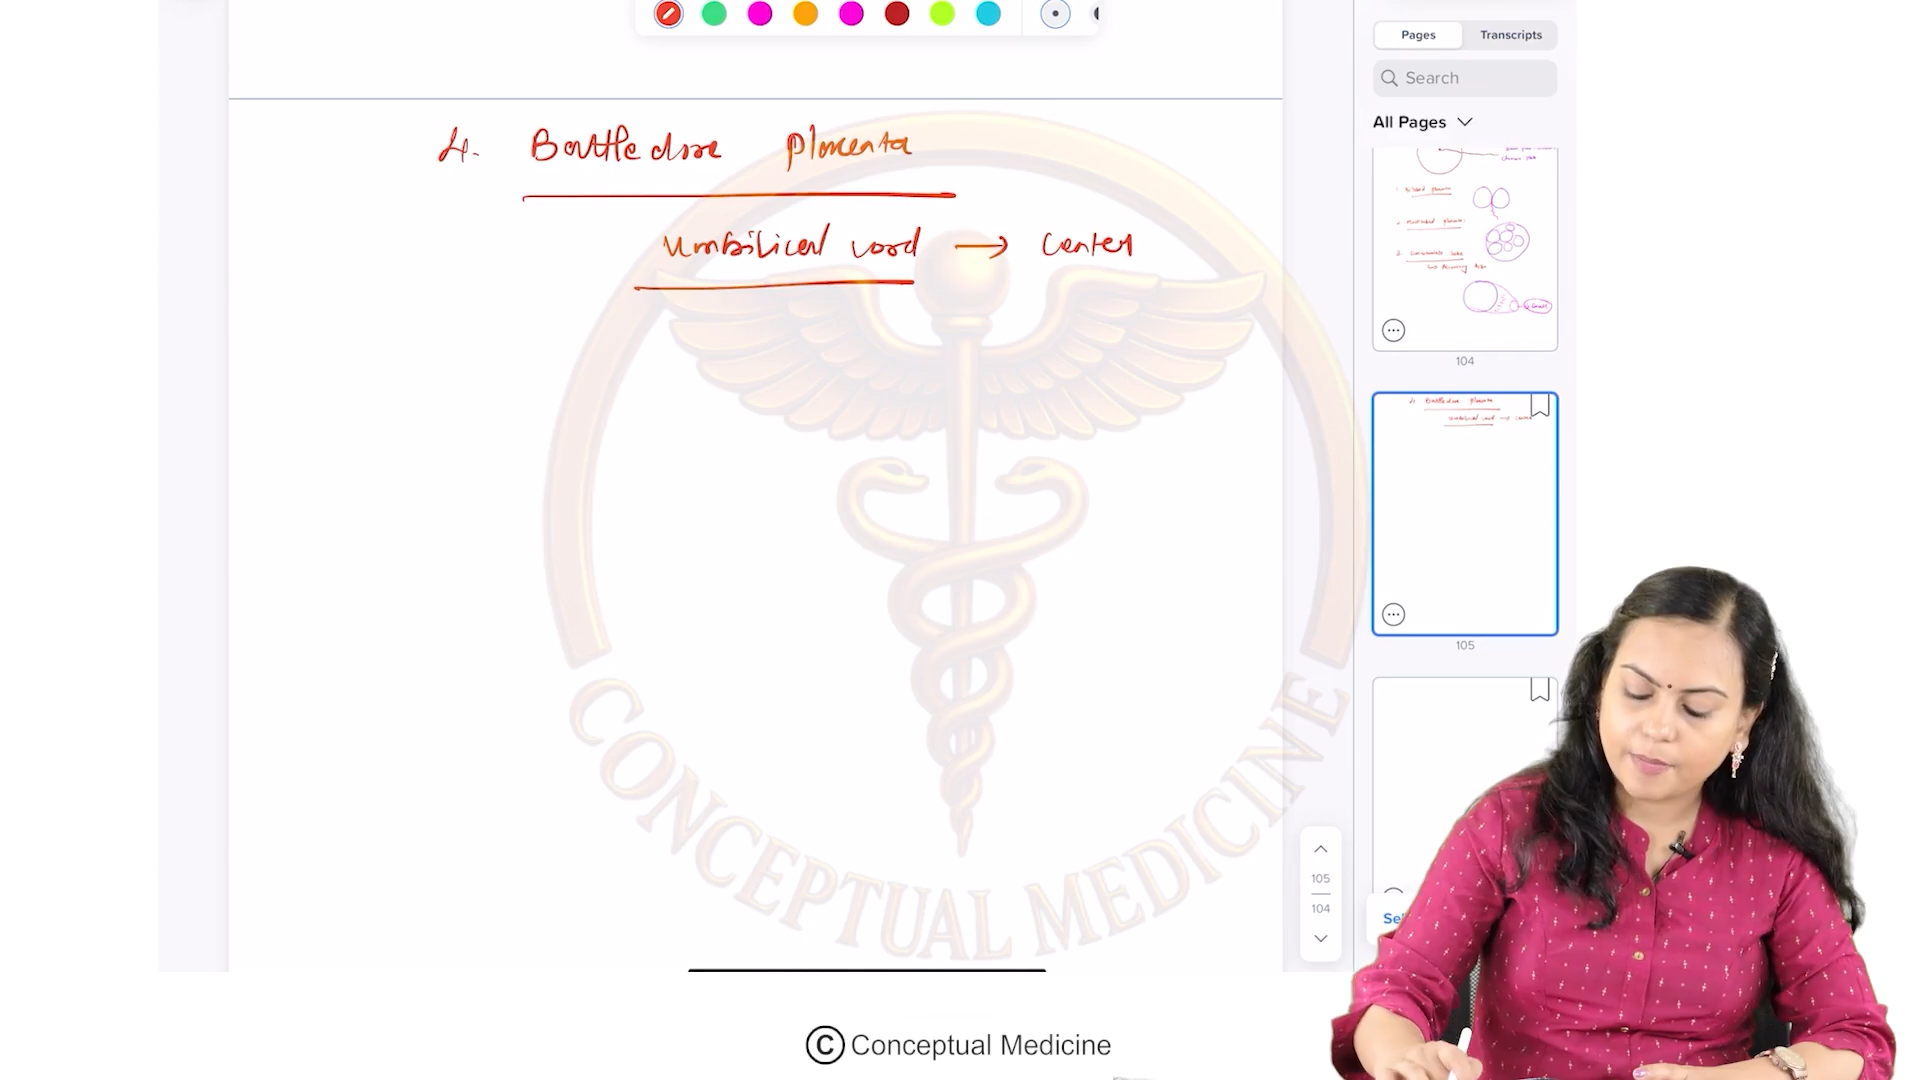 Pages Transcripts
Search
All Pages
4. Battledore placenta
Umbilical cord → center
104
105
105
104
CONCEPTUAL MEDICINE
© Conceptual Medicine